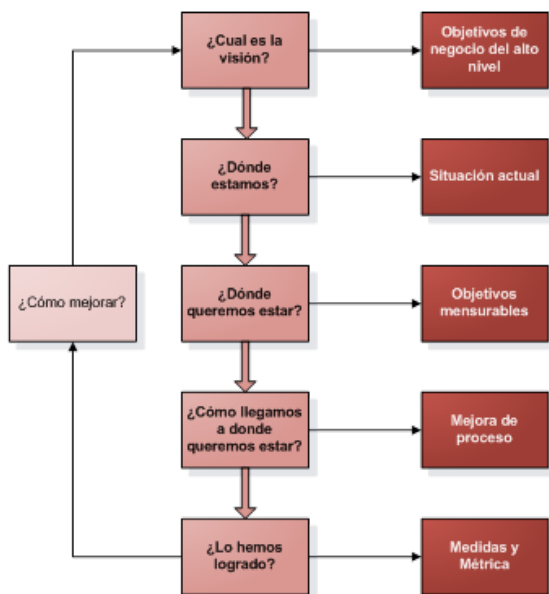 ¿Cual es la
visión?
Objetivos de
negocio del alto
nivel
¿Dónde
estamos?
Situación actual
¿Cómo mejorar?
¿Dónde
queremos estar?
Objetivos
mensurables
¿Cómo llegamos
a donde
queremos estar?
Mejora de
proceso
¿Lo hemos
logrado?
Medidas y
Métrica